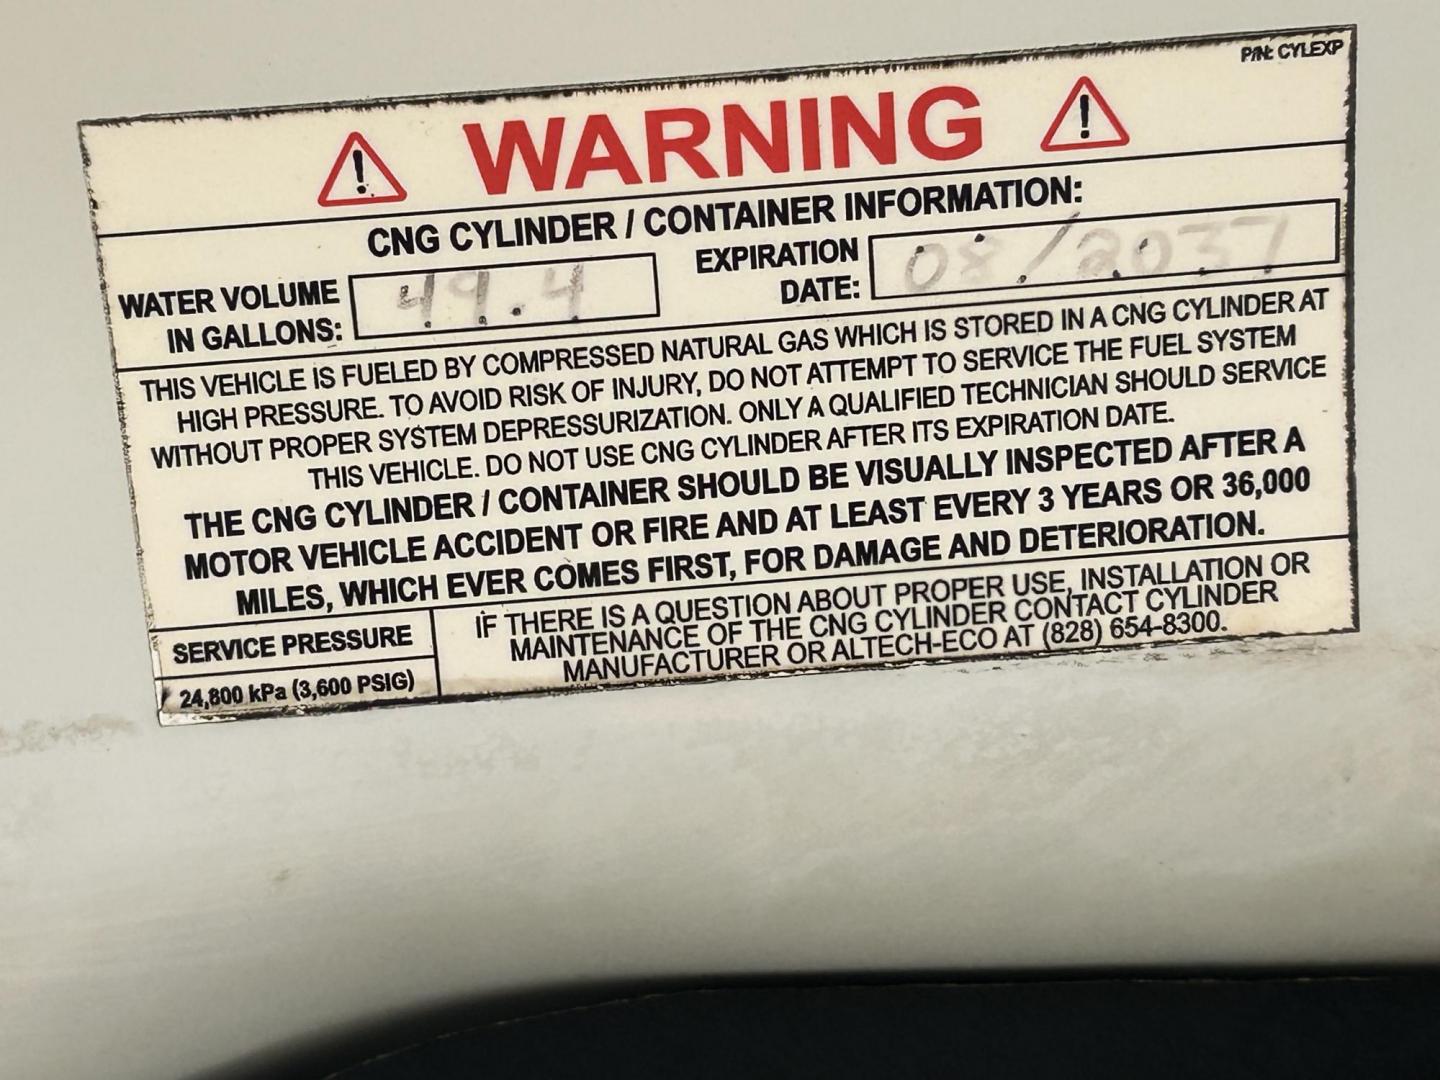 P/N: CYLEXP
WARNING
CNG CYLINDER / CONTAINER INFORMATION:
WATER VOLUME
IN GALLONS:
49.4
EXPIRATION
DATE:
08/2037
THIS VEHICLE IS FUELED BY COMPRESSED NATURAL GAS WHICH IS STORED IN A CNG CYLINDER AT
HIGH PRESSURE. TO AVOID RISK OF INJURY, DO NOT ATTEMPT TO SERVICE THE FUEL SYSTEM
WITHOUT PROPER SYSTEM DEPRESSURIZATION. ONLY A QUALIFIED TECHNICIAN SHOULD SERVICE
THIS VEHICLE. DO NOT USE CNG CYLINDER AFTER ITS EXPIRATION DATE.
THE CNG CYLINDER / CONTAINER SHOULD BE VISUALLY INSPECTED AFTER A
MOTOR VEHICLE ACCIDENT OR FIRE AND AT LEAST EVERY 3 YEARS OR 36,000
MILES, WHICH EVER COMES FIRST, FOR DAMAGE AND DETERIORATION.
SERVICE PRESSURE
24,800 kPa (3,600 PSIG)
IF THERE IS A QUESTION ABOUT PROPER USE, INSTALLATION OR
MAINTENANCE OF THE CNG CYLINDER CONTACT CYLINDER
MANUFACTURER OR ALTECH-ECO AT (828) 654-8300.